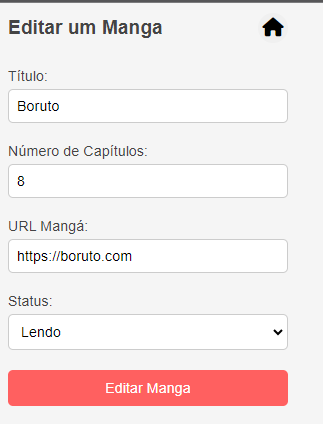 Editar um Manga
Título:
Boruto
Número de Capítulos:
8
URL Mangá:
https://boruto.com
Status:
Lendo
Editar Manga